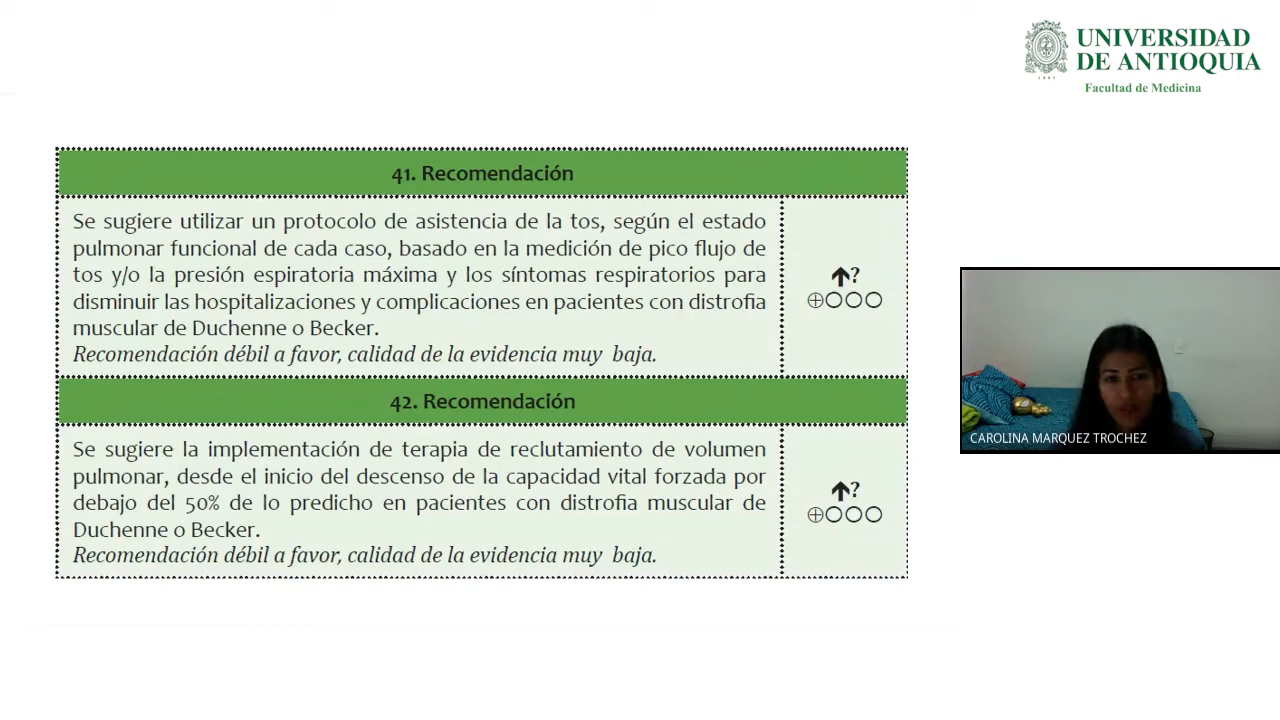 UNIVERSIDAD
DE ANTIOQUIA
1803
Facultad de Medicina
41. Recomendación
Se sugiere utilizar un protocolo de asistencia de la tos, según el estado
pulmonar funcional de cada caso, basado en la medición de pico flujo de
tos y/o la presión espiratoria máxima y los síntomas respiratorios para
disminuir las hospitalizaciones y complicaciones en pacientes con distrofia
muscular de Duchenne o Becker.
Recomendación débil a favor, calidad de la evidencia muy baja.
?
42. Recomendación
Se sugiere la implementación de terapia de reclutamiento de volumen
pulmonar, desde el inicio del descenso de la capacidad vital forzada por
debajo del 50% de lo predicho en pacientes con distrofia muscular de
Duchenne o Becker.
Recomendación débil a favor, calidad de la evidencia muy baja.
?
CAROLINA MARQUEZ TROCHEZ